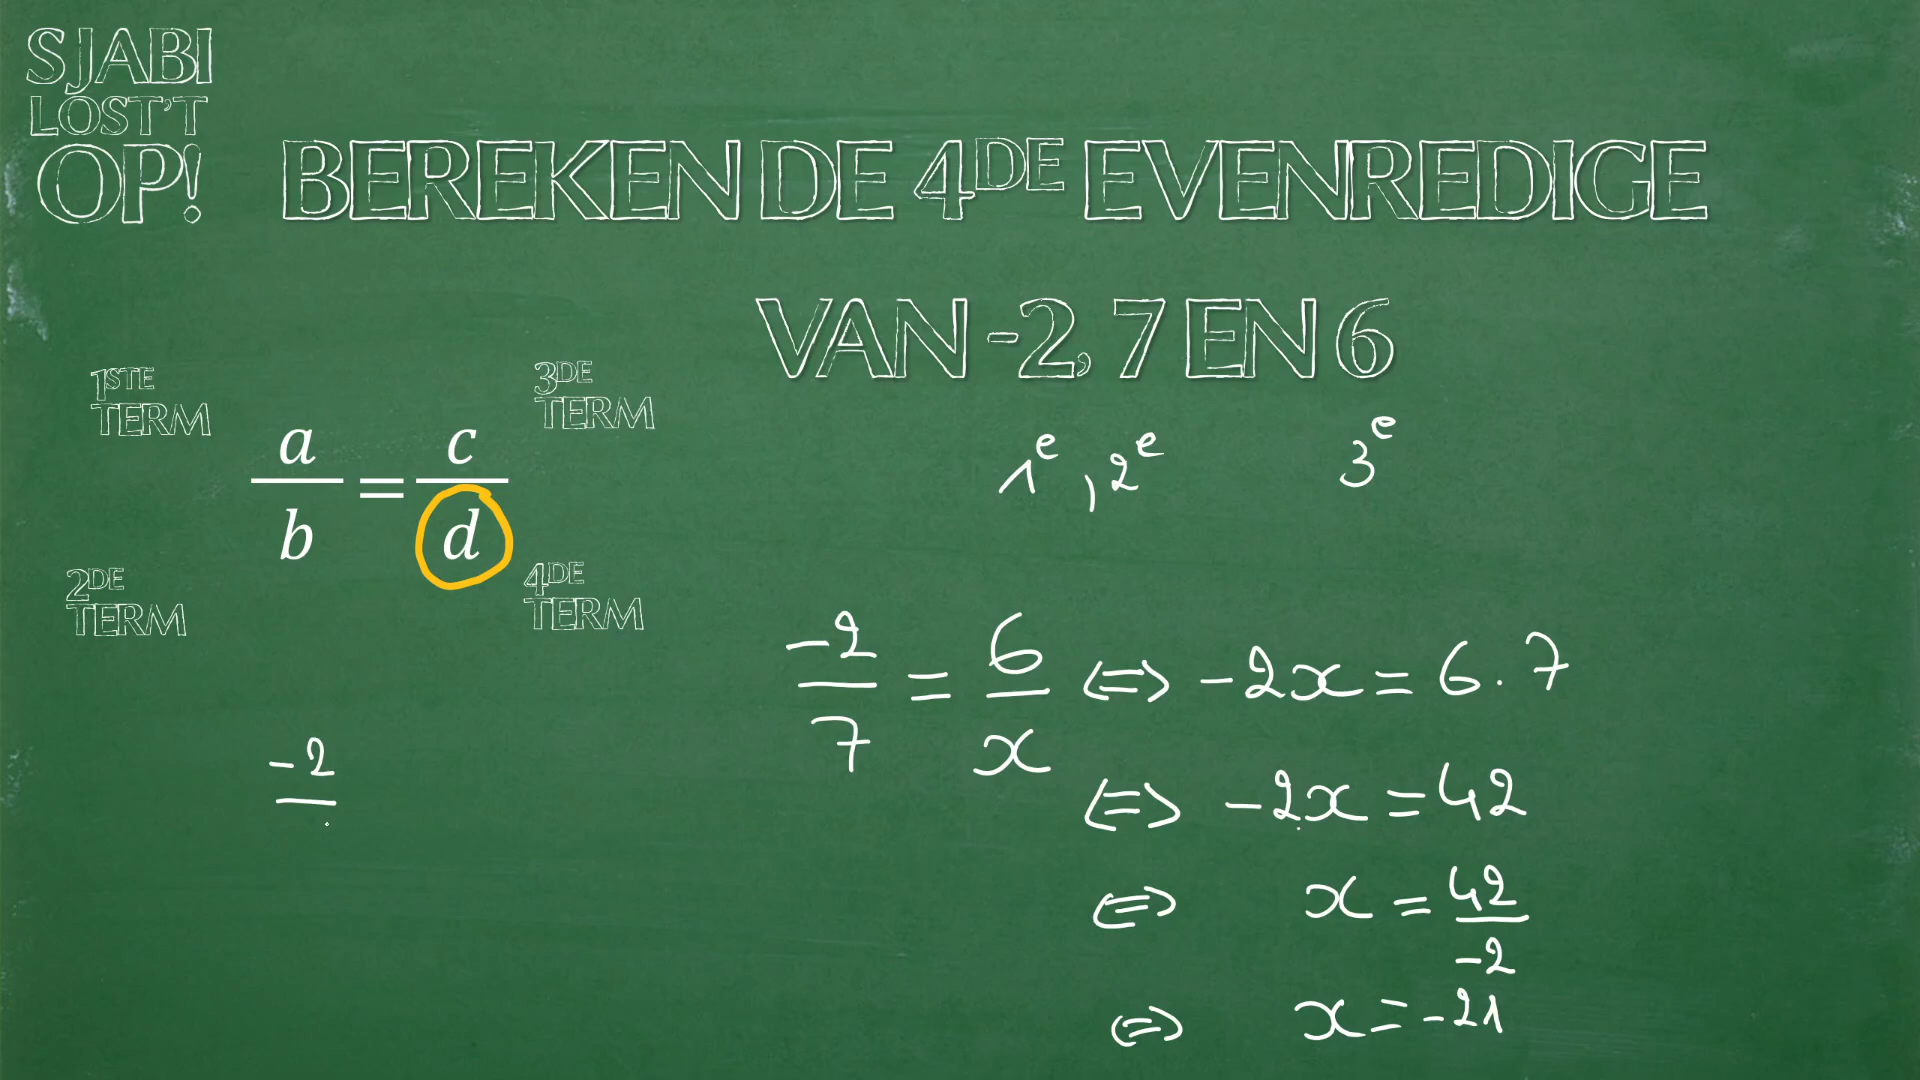 SJABI
LOST'T
OP!
BEREKEN DE 4DE EVENREDIGE
VAN -2, 7 EN 6
1STE
TERM
3DE
TERM
a/b = c/d
2DE
TERM
4DE
TERM
1e, 2e 3e
-2/7 = 6/x <=> -2x = 6.7
<=> -2x = 42
<=> x = 42/-2
<=> x = -21
-2